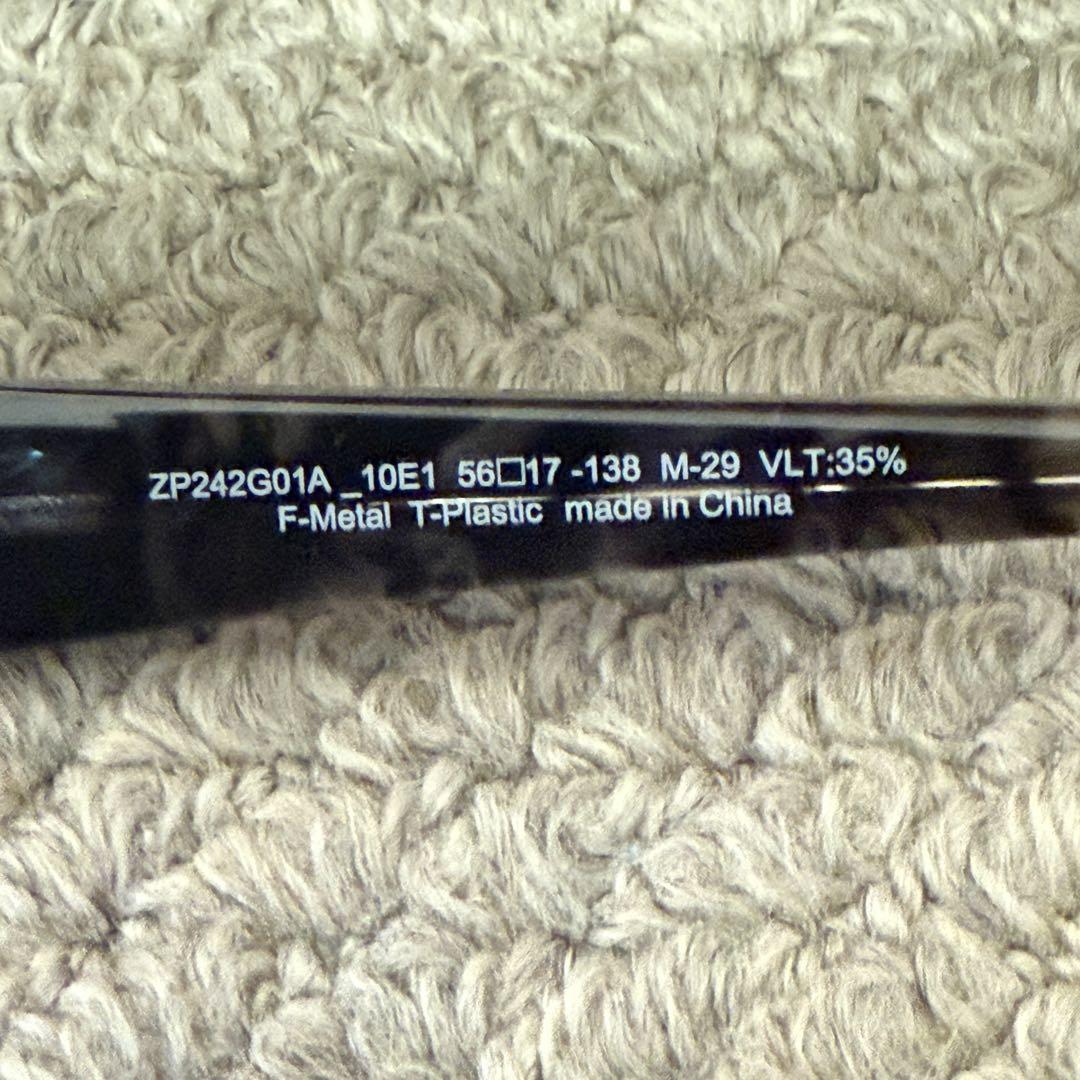 ZP242G01A _10E1 56□17 -138 M-29 VLT:35%
F-Metal T-Plastic made in China